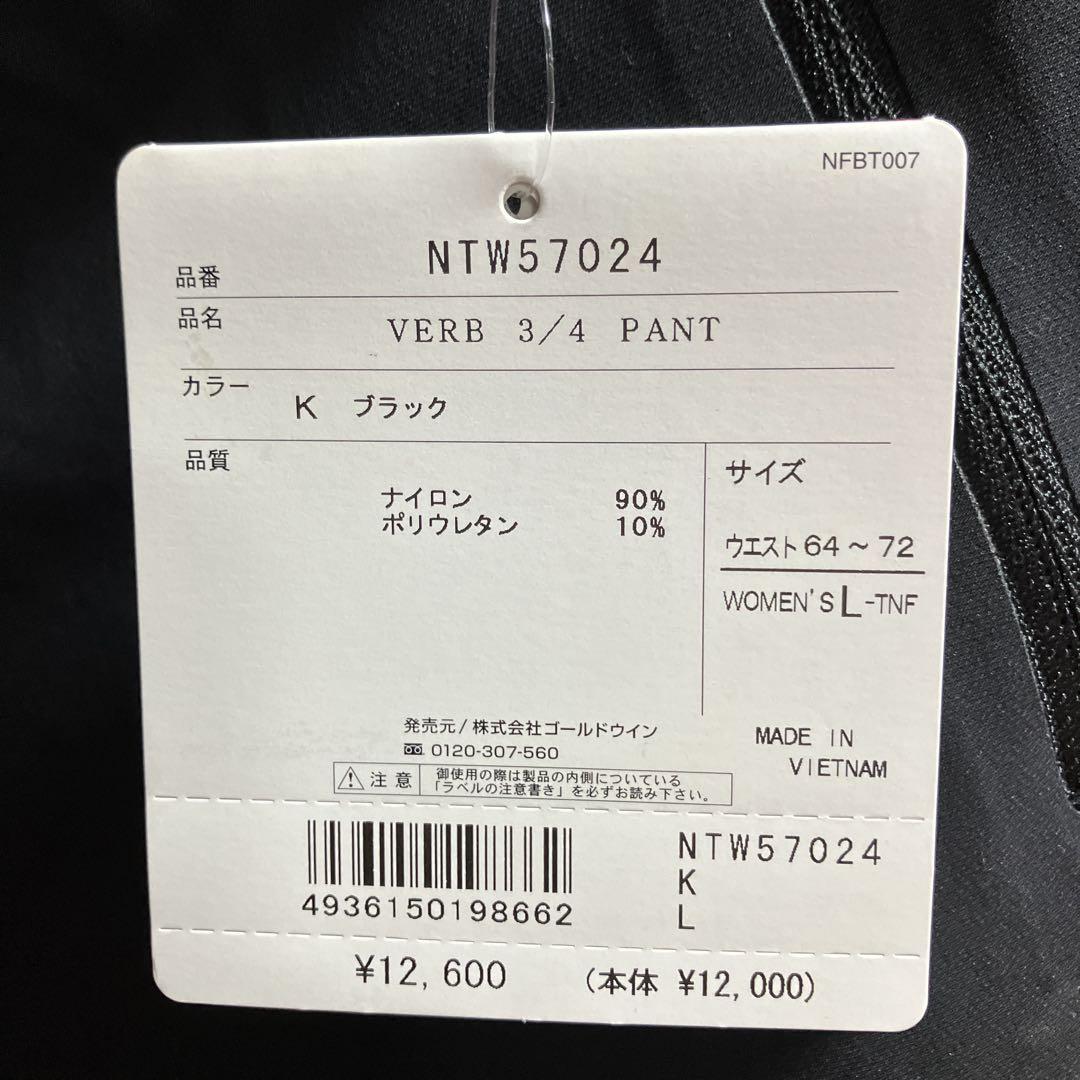 NFBT007
品番 NTW57024
品名 VERB 3/4 PANT
カラー K ブラック
品質
ナイロン 90%
ポリウレタン 10%
サイズ
ウエスト64~72
WOMEN'S L-TNF
発売元/株式会社ゴールドウイン
0120-307-560
注意
御使用の際は製品の内側についている
「ラベルの注意書き」を必ずお読み下さい。
MADE IN
VIETNAM
4936150198662
NTW57024
K
L
¥12,600 (本体 ¥12,000)